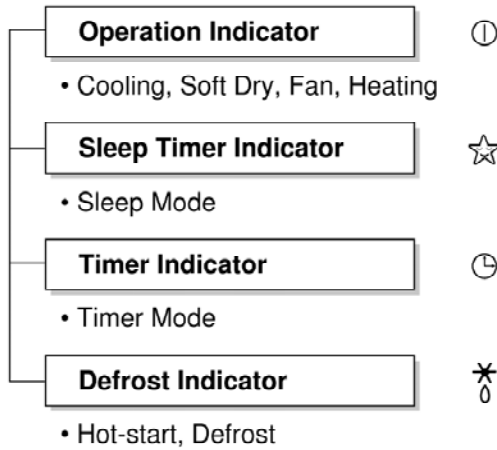 Operation Indicator
• Cooling, Soft Dry, Fan, Heating
Sleep Timer Indicator
• Sleep Mode
Timer Indicator
• Timer Mode
Defrost Indicator
• Hot-start, Defrost